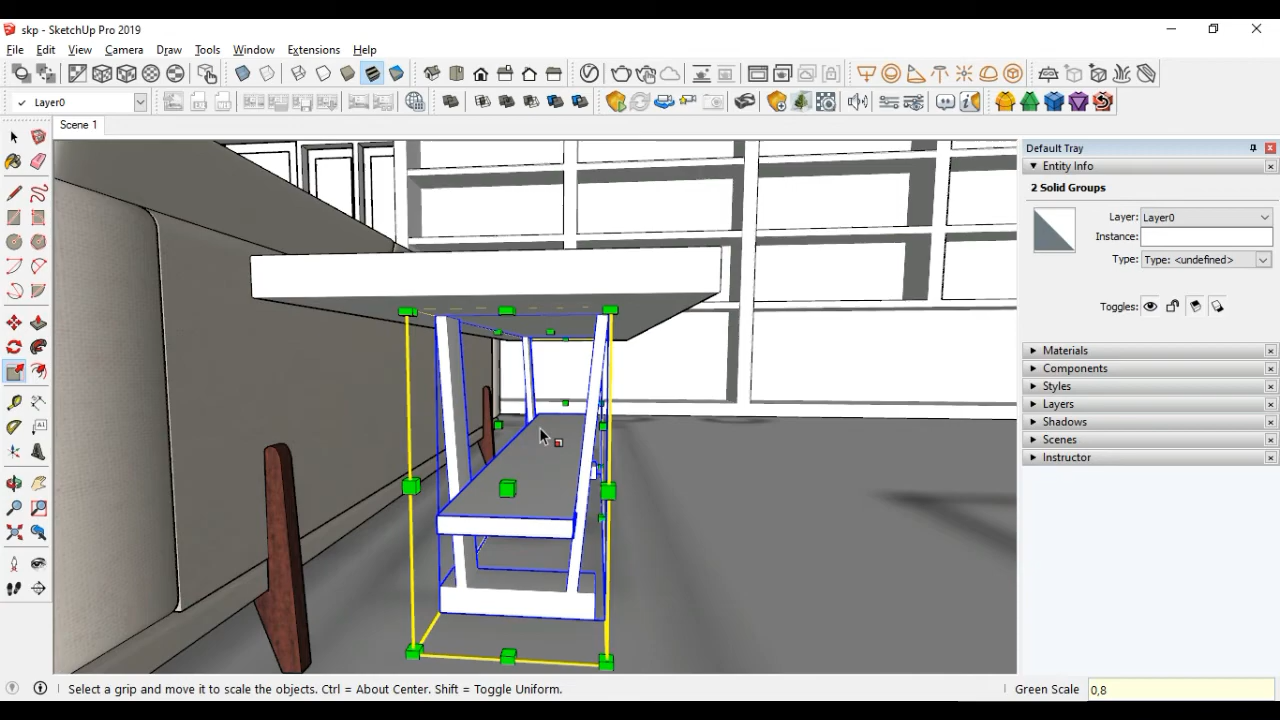 skp - SketchUp Pro 2019
File Edit View Camera Draw Tools Window Extensions Help
Layer0
Scene 1
Default Tray
Entity Info
2 Solid Groups
Layer: Layer0
Instance:
Type: Type: <undefined>
Toggles:
Materials
Components
Styles
Layers
Shadows
Scenes
Instructor
Select a grip and move it to scale the objects. Ctrl = About Center. Shift = Toggle Uniform.
Green Scale 0,8